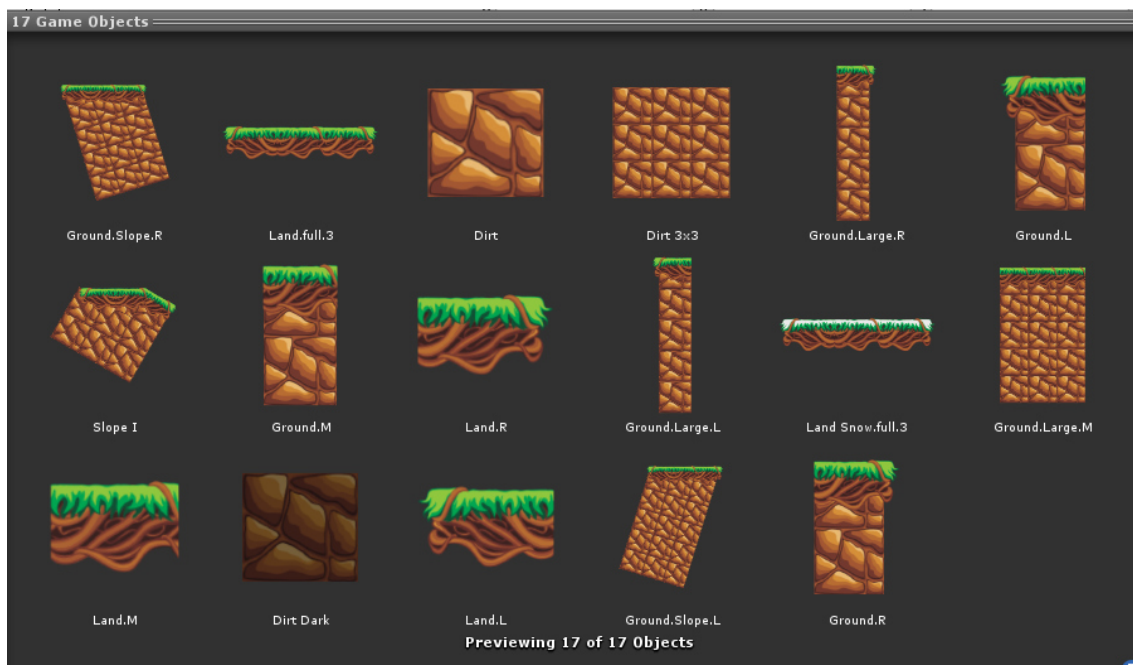 17 Game Objects
Ground.Slope.R
Land.full.3
Dirt
Dirt 3x3
Ground.Large.R
Ground.L
Slope I
Ground.M
Land.R
Ground.Large.L
Land Snow.full.3
Ground.Large.M
Land.M
Dirt Dark
Land.L
Ground.Slope.L
Ground.R
Previewing 17 of 17 Objects